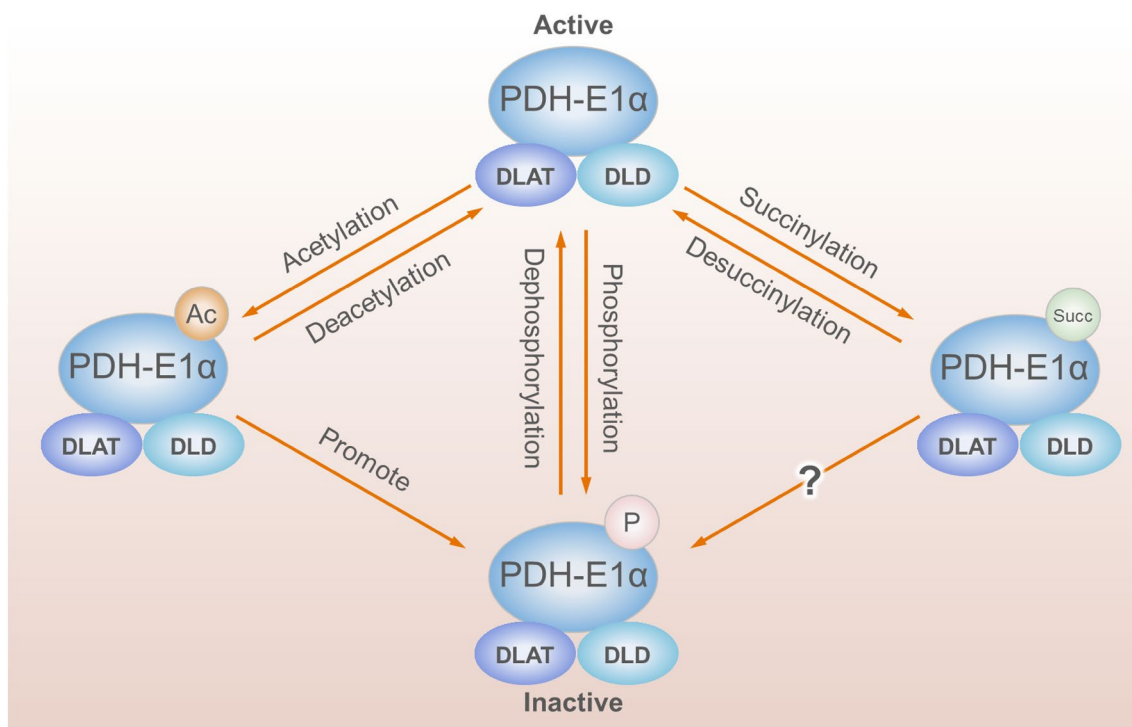 Active
PDH-E1α
DLAT
DLD
Acetylation
Deacetylation
Succinylation
Desuccinylation
Dephosphorylation
Phosphorylation
Ac
PDH-E1α
DLAT
DLD
Succ
PDH-E1α
DLAT
DLD
Promote
?
P
PDH-E1α
DLAT
DLD
Inactive